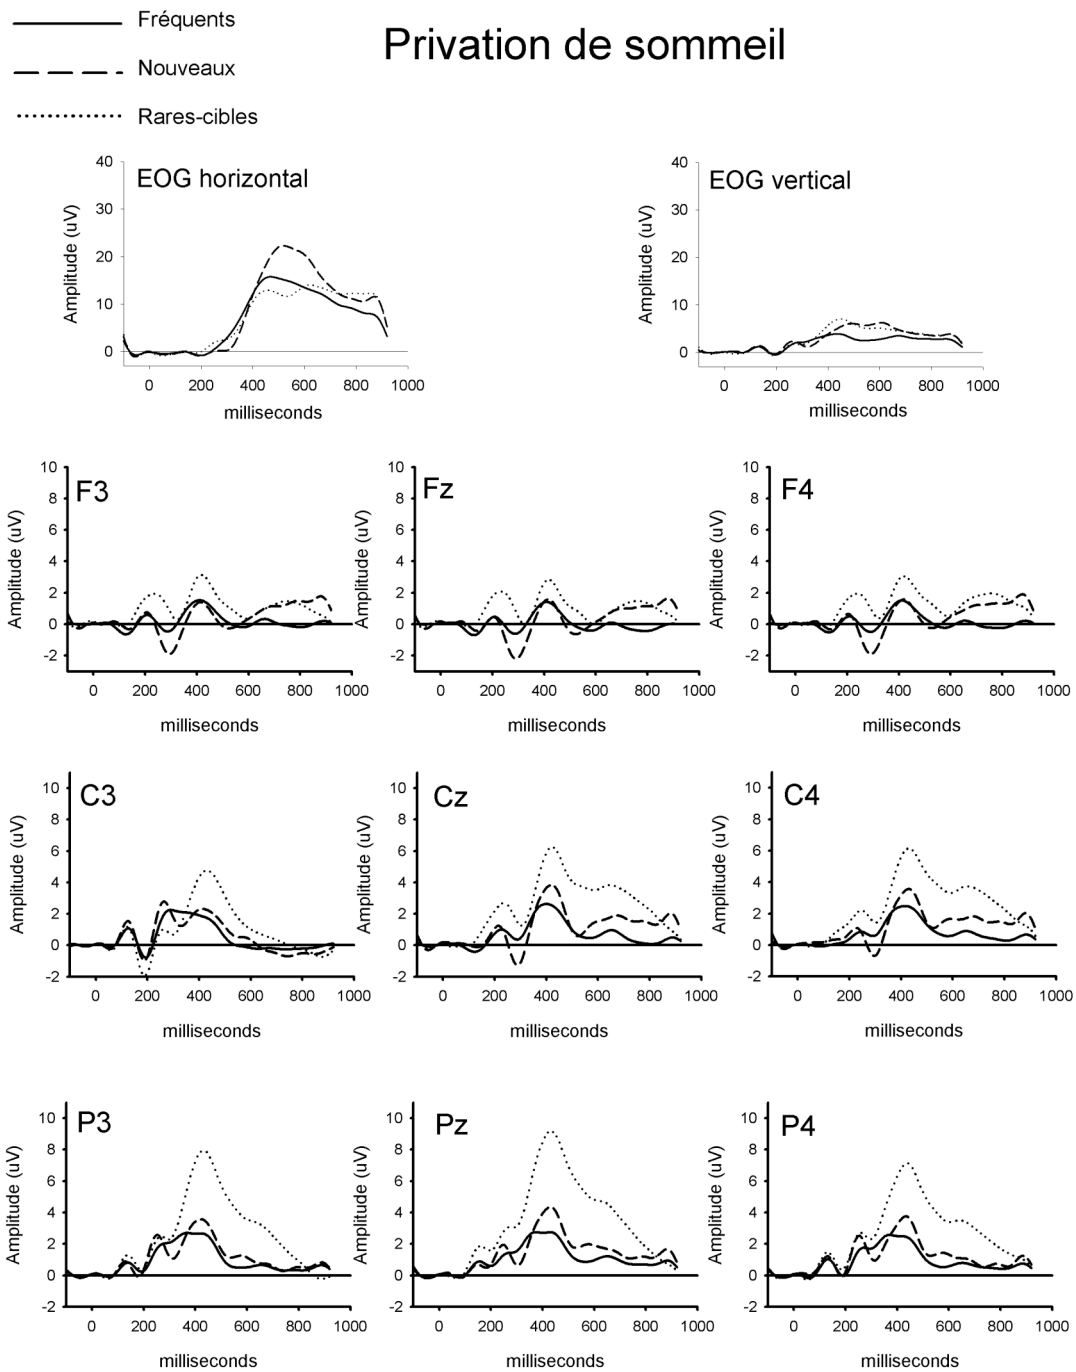 Fréquents
Privation de sommeil
Nouveaux
Rares-cibles
EOG horizontal
Amplitude (uV)
40
30
20
10
0
0 200 400 600 800 1000
milliseconds
EOG vertical
Amplitude (uV)
40
30
20
10
0
0 200 400 600 800 1000
milliseconds
F3
Amplitude (uV)
10
8
6
4
2
0
-2
0 200 400 600 800 1000
milliseconds
Fz
Amplitude (uV)
10
8
6
4
2
0
-2
0 200 400 600 800 1000
milliseconds
F4
Amplitude (uV)
10
8
6
4
2
0
-2
0 200 400 600 800 1000
milliseconds
C3
Amplitude (uV)
10
8
6
4
2
0
-2
0 200 400 600 800 1000
milliseconds
Cz
Amplitude (uV)
10
8
6
4
2
0
-2
0 200 400 600 800 1000
milliseconds
C4
Amplitude (uV)
10
8
6
4
2
0
-2
0 200 400 600 800 1000
milliseconds
P3
Amplitude (uV)
10
8
6
4
2
0
-2
0 200 400 600 800 1000
milliseconds
Pz
Amplitude (uV)
10
8
6
4
2
0
-2
0 200 400 600 800 1000
milliseconds
P4
Amplitude (uV)
10
8
6
4
2
0
-2
0 200 400 600 800 1000
milliseconds